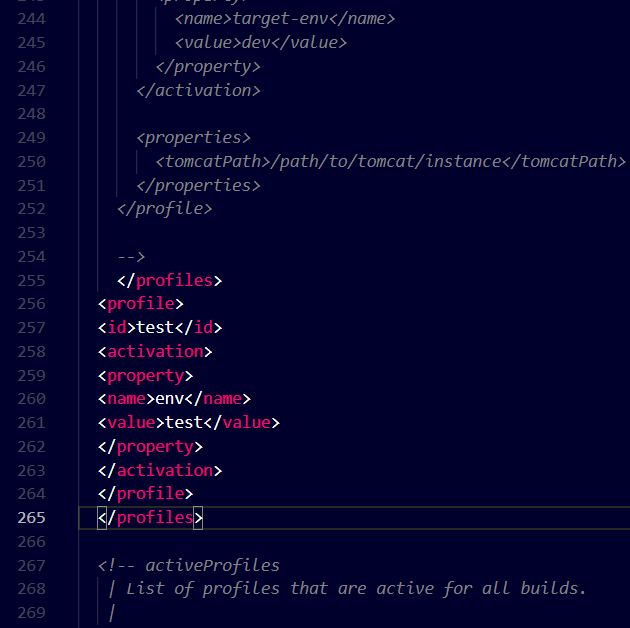 244 <name>target-env</name>
245 <value>dev</value>
246 </property>
247 </activation>
248
249 <properties>
250 <tomcatPath>/path/to/tomcat/instance</tomcatPath>
251 </properties>
252 </profile>
253
254 -->
255 </profiles>
256 <profile>
257 <id>test</id>
258 <activation>
259 <property>
260 <name>env</name>
261 <value>test</value>
262 </property>
263 </activation>
264 </profile>
265 </profiles>
266
267 <!-- activeProfiles
268 | List of profiles that are active for all builds.
269 |